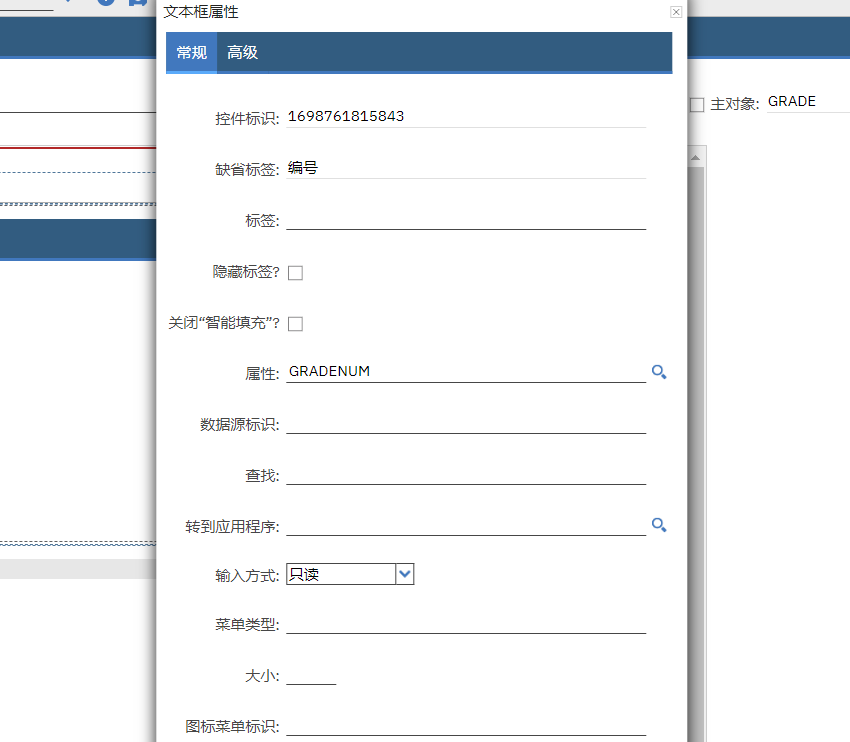 文本框属性
常规 高级
主对象: GRADE
控件标识: 1698761815843
缺省标签: 编号
标签:
隐藏标签?
关闭“智能填充”?
属性: GRADENUM
数据源标识:
查找:
转到应用程序:
输入方式: 只读
菜单类型:
大小:
图标菜单标识: